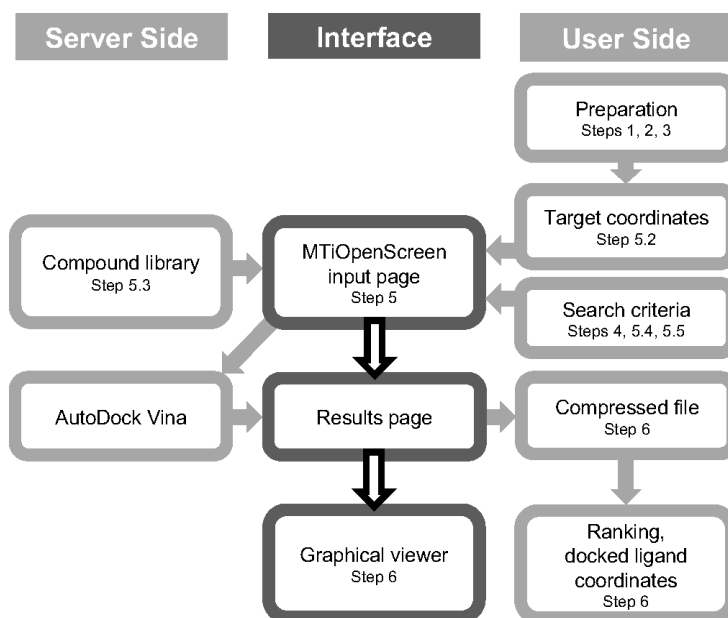 Server Side
Interface
User Side
Preparation
Steps 1, 2, 3
Target coordinates
Step 5.2
Compound library
Step 5.3
MTiOpenScreen
input page
Step 5
Search criteria
Steps 4, 5.4, 5.5
AutoDock Vina
Results page
Compressed file
Step 6
Graphical viewer
Step 6
Ranking,
docked ligand
coordinates
Step 6